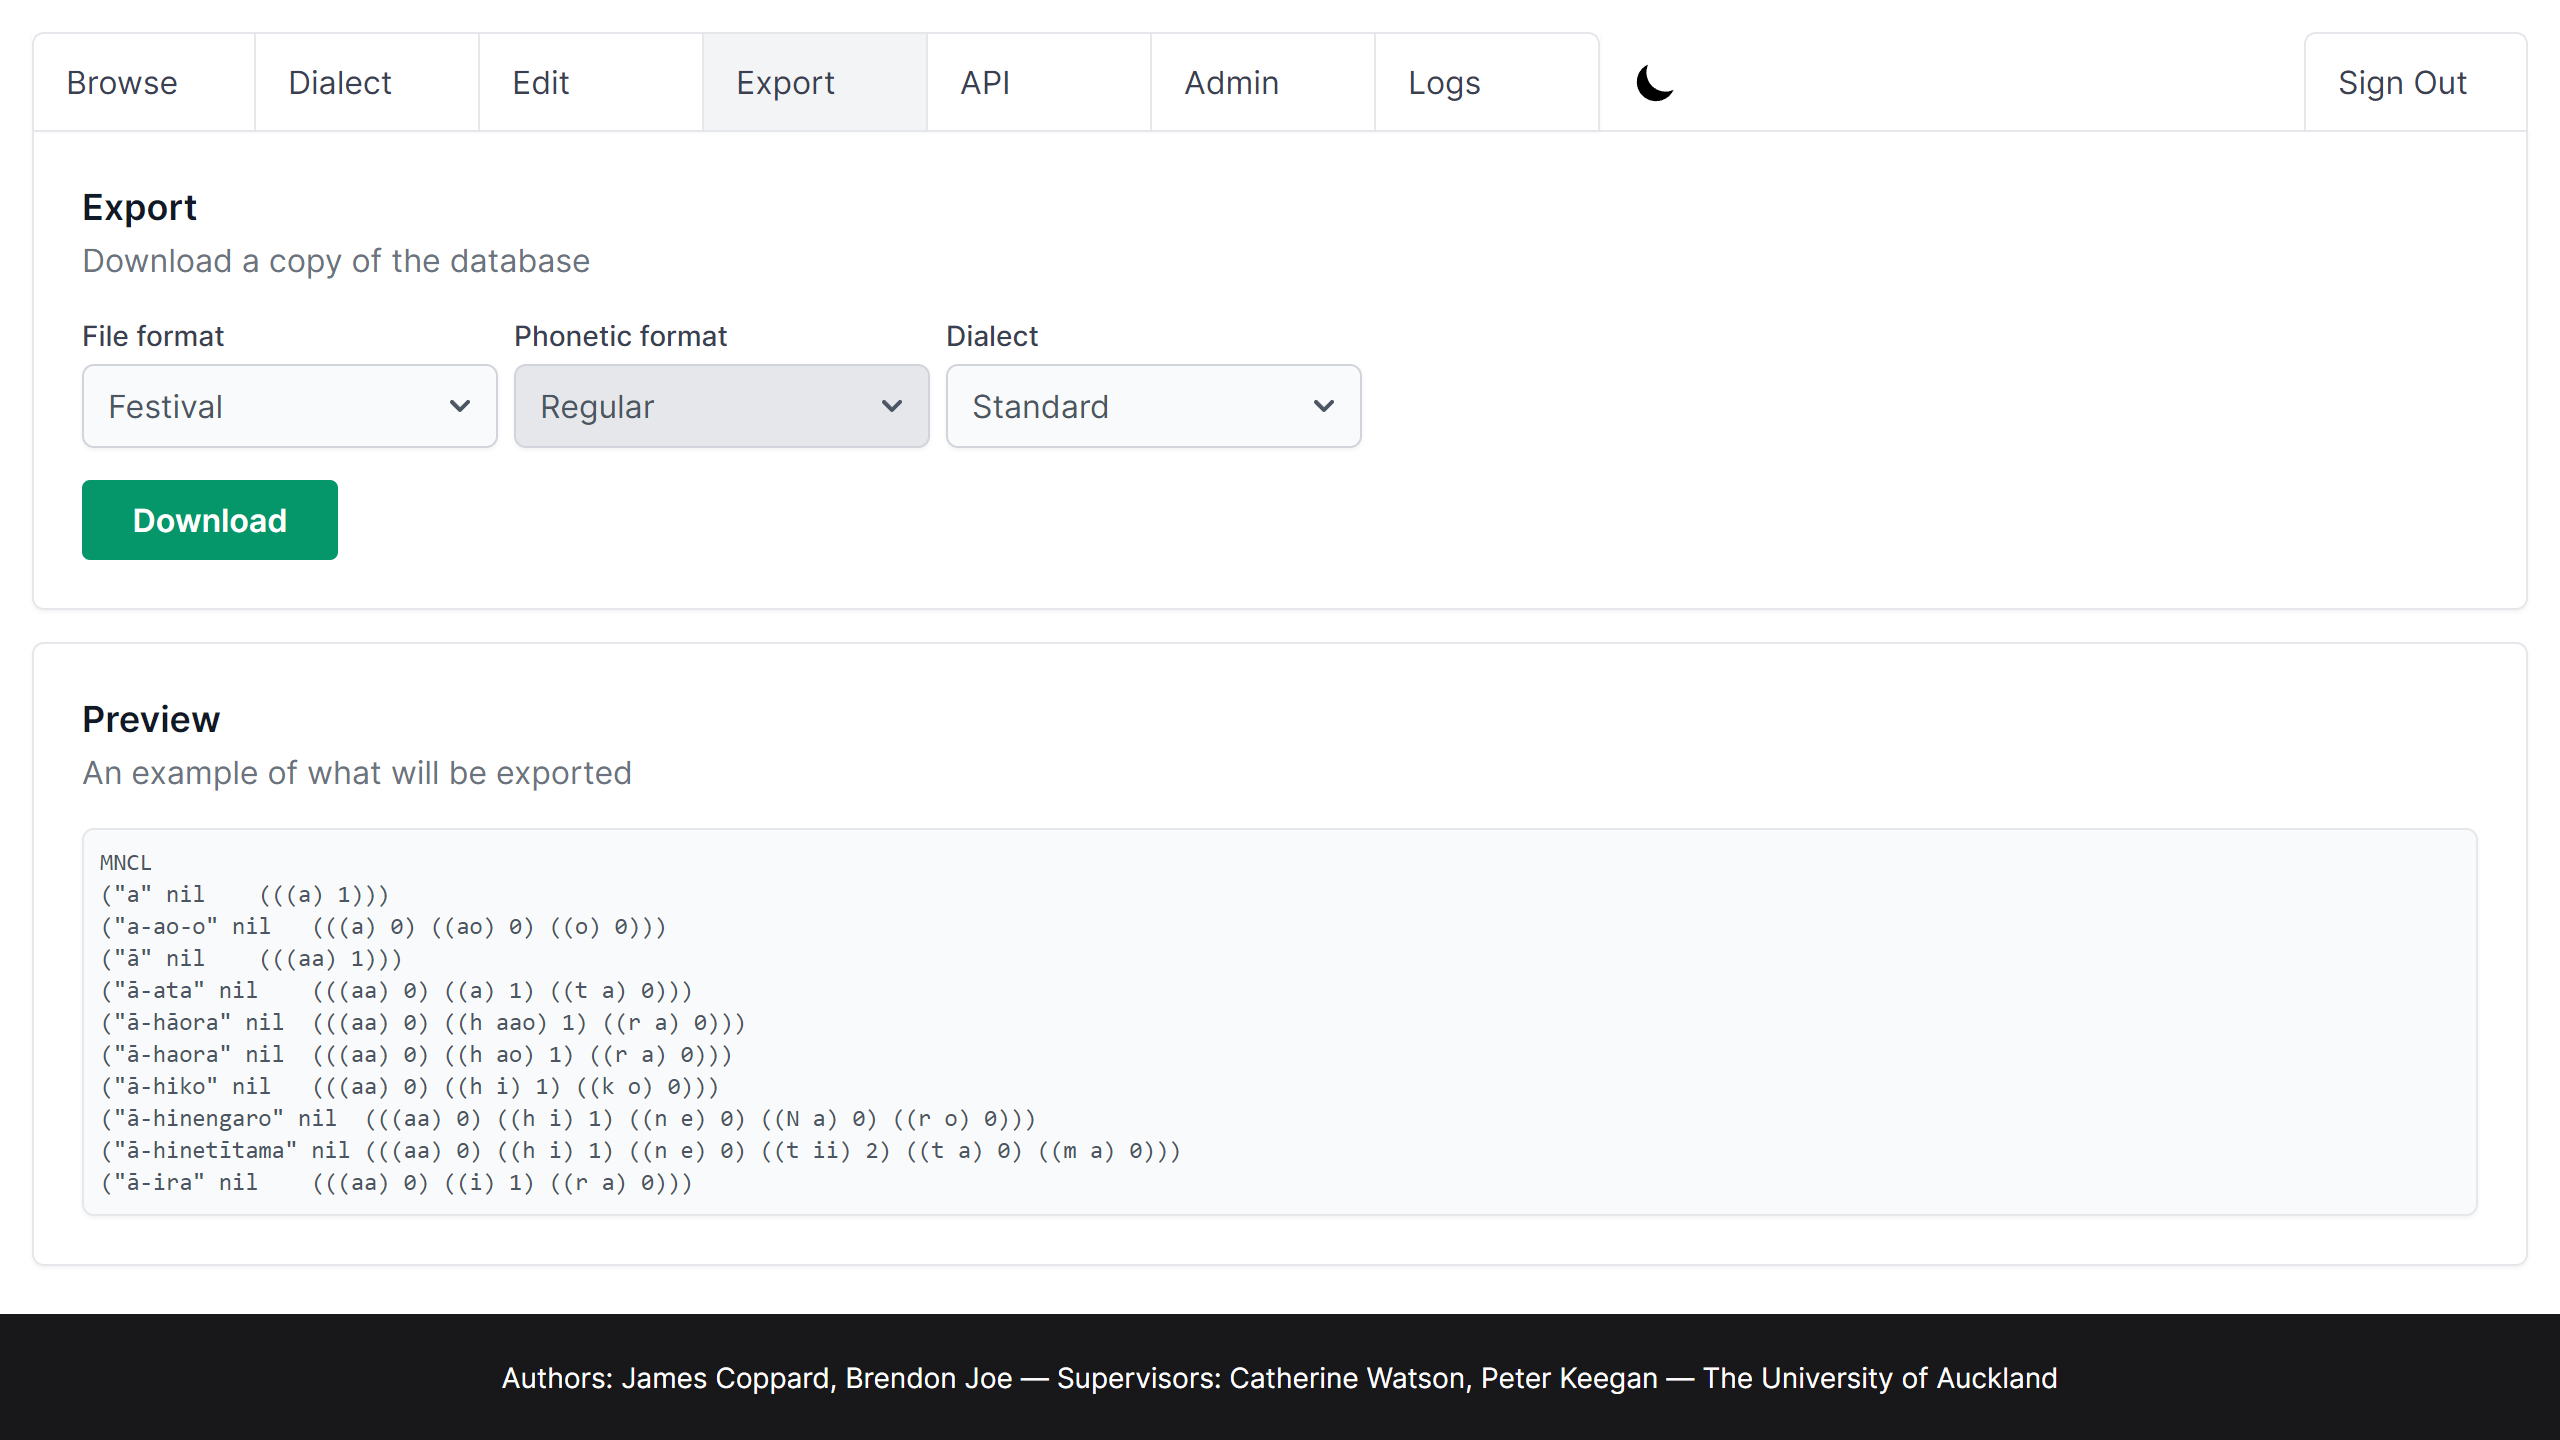 Browse Dialect Edit Export API Admin Logs Sign Out
Export
Download a copy of the database
File format Phonetic format Dialect
Festival Regular Standard
Download
Preview
An example of what will be exported
MNCL
("a" nil    (((a) 1)))
("a-ao-o" nil   (((a) 0) ((ao) 0) ((o) 0)))
("ā" nil    (((aa) 1)))
("ā-ata" nil    (((aa) 0) ((a) 1) ((t a) 0)))
("ā-hāora" nil  (((aa) 0) ((h aao) 1) ((r a) 0)))
("ā-haora" nil  (((aa) 0) ((h ao) 1) ((r a) 0)))
("ā-hiko" nil   (((aa) 0) ((h i) 1) ((k o) 0)))
("ā-hinengaro" nil  (((aa) 0) ((h i) 1) ((n e) 0) ((N a) 0) ((r o) 0)))
("ā-hinetītama" nil (((aa) 0) ((h i) 1) ((n e) 0) ((t ii) 2) ((t a) 0) ((m a) 0)))
("ā-ira" nil    (((aa) 0) ((i) 1) ((r a) 0)))
Authors: James Coppard, Brendon Joe — Supervisors: Catherine Watson, Peter Keegan — The University of Auckland